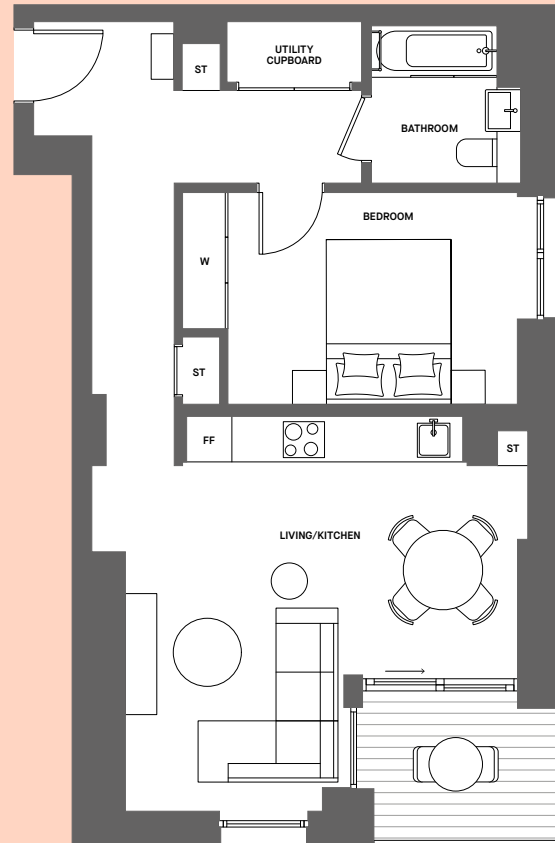 ST
UTILITY
CUPBOARD
BATHROOM
BEDROOM
W
ST
FF
ST
LIVING/KITCHEN